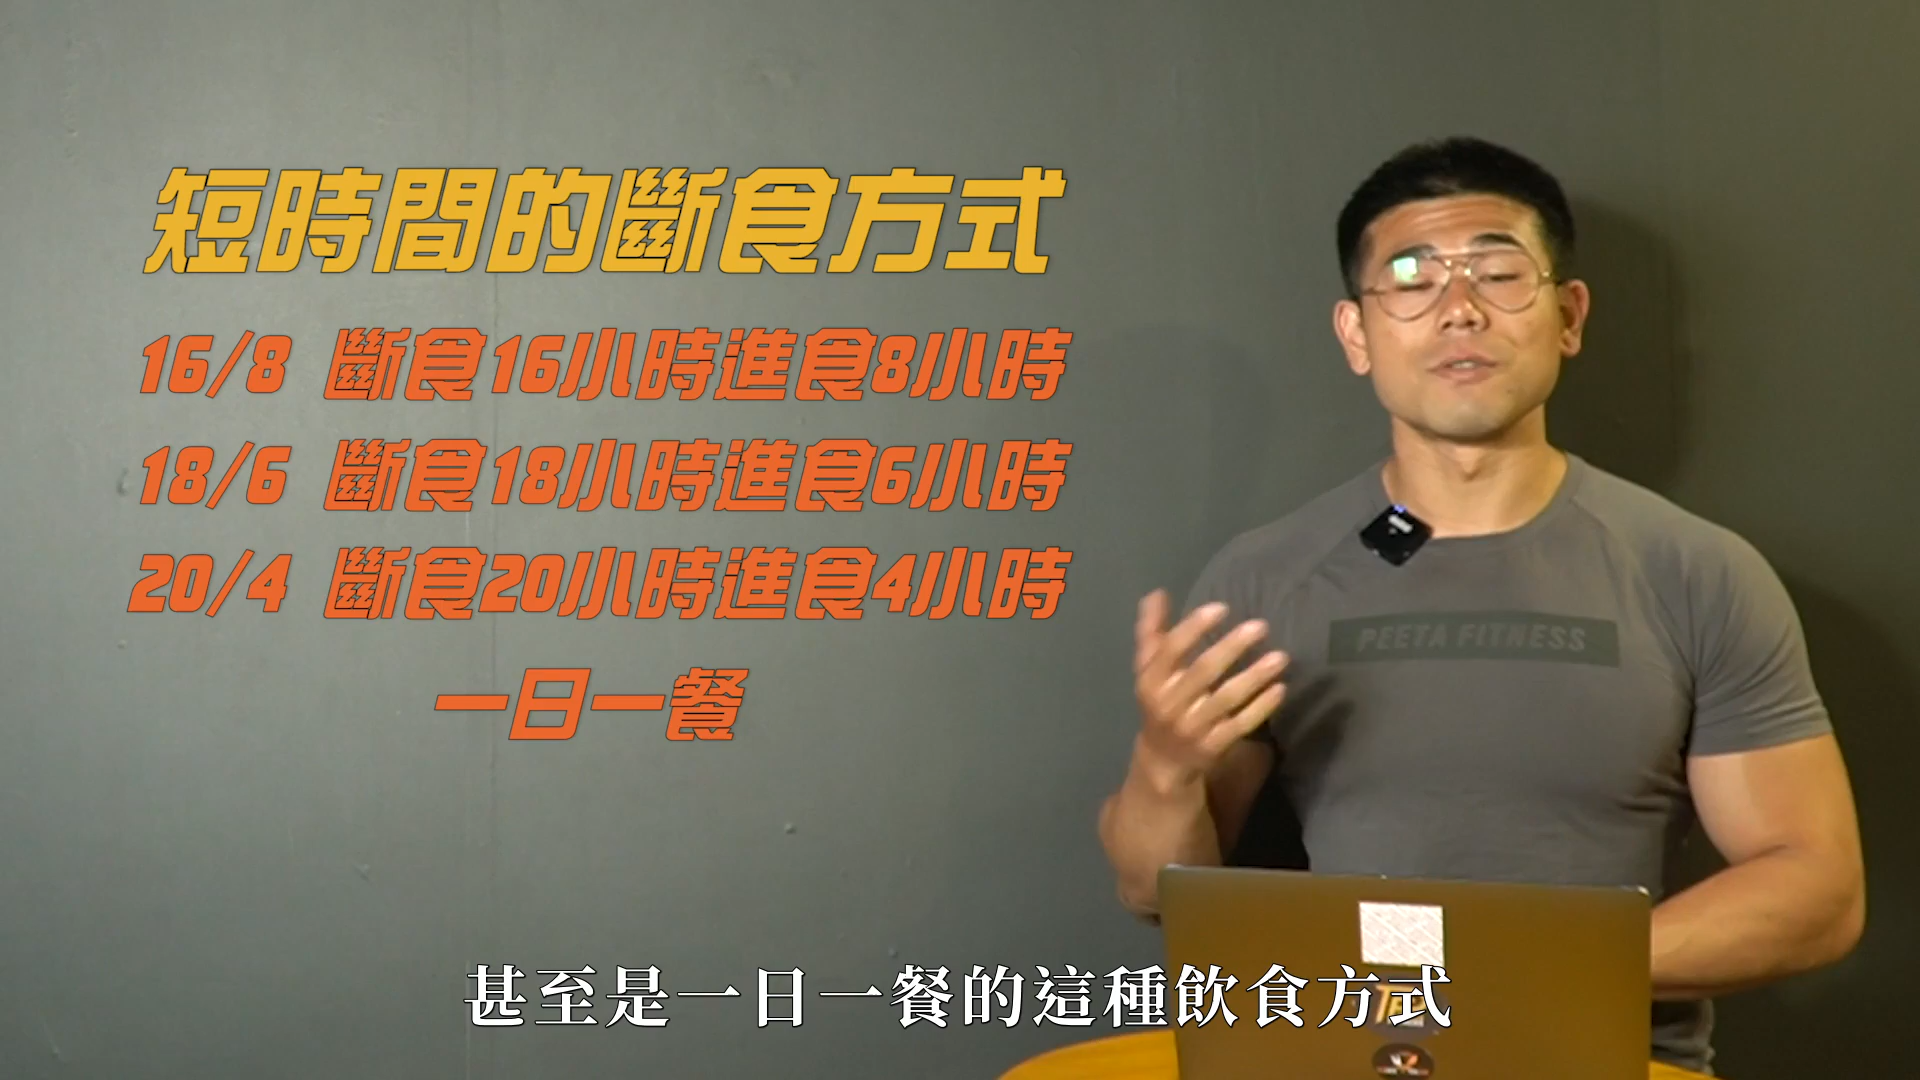 短時間的斷食方式
16/8 斷食16小時進食8小時
18/6 斷食18小時進食6小時
20/4 斷食20小時進食4小時
一日一餐
PEETA FITNESS
甚至是一日一餐的這種飲食方式